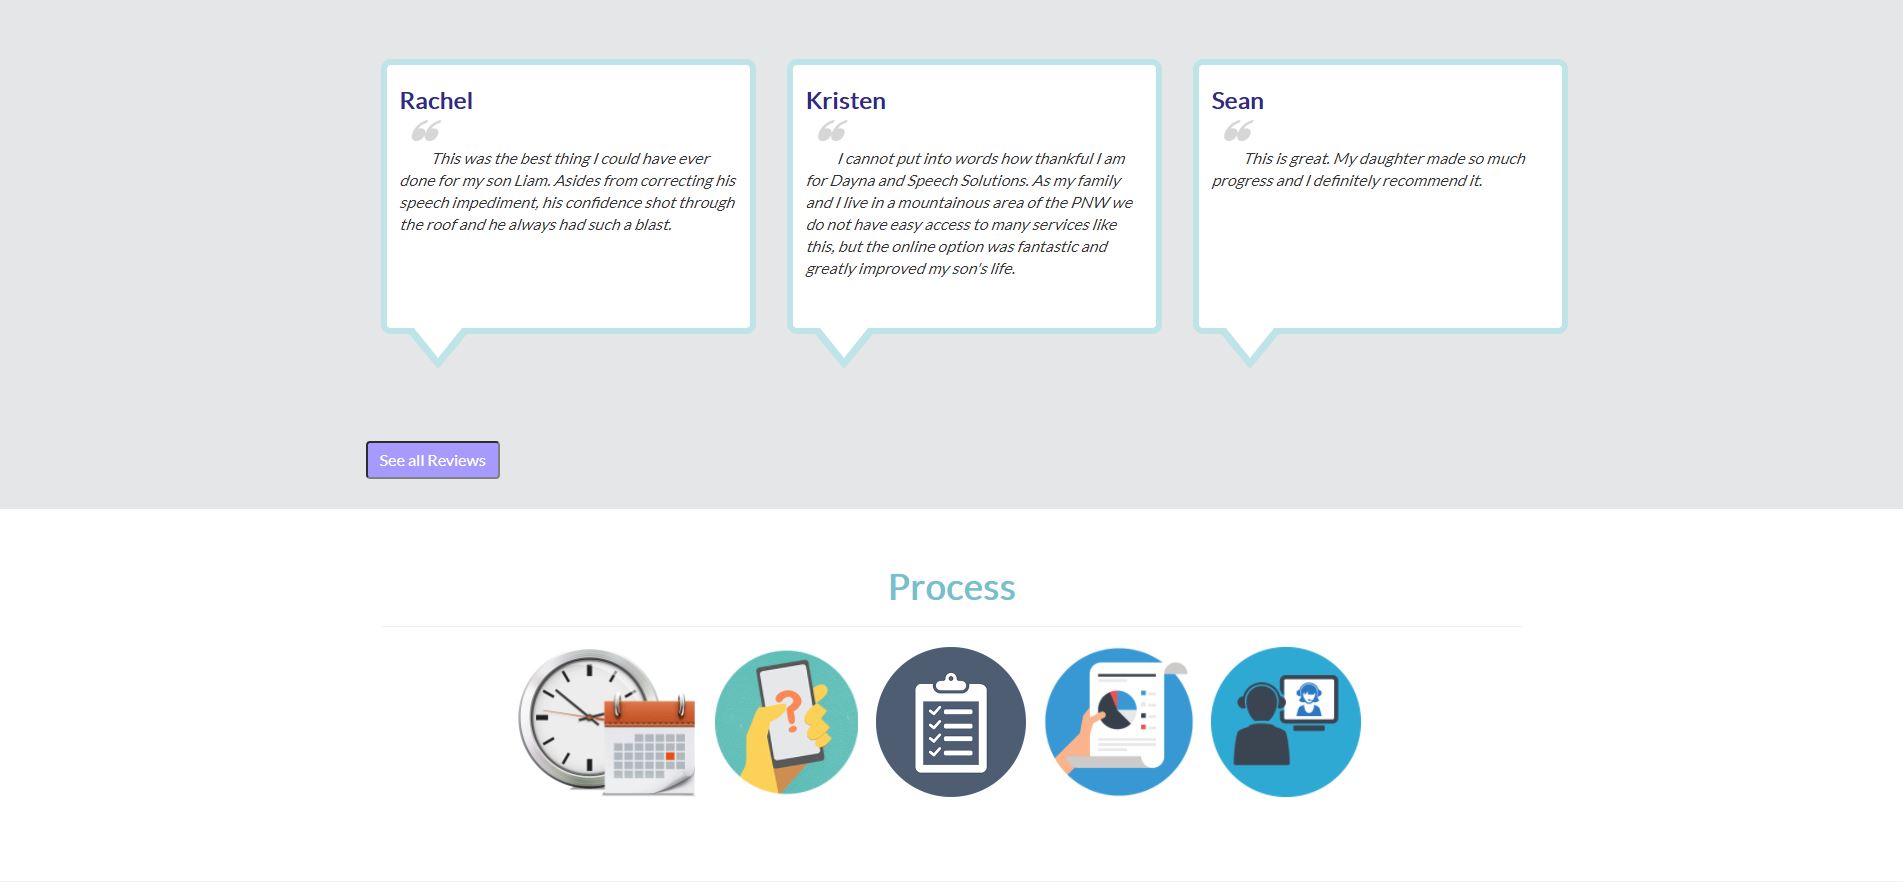 Rachel
This was the best thing I could have ever
done for my son Liam. Asides from correcting his
speech impediment, his confidence shot through
the roof and he always had such a blast.
Kristen
I cannot put into words how thankful I am
for Dayna and Speech Solutions. As my family
and I live in a mountainous area of the PNW we
do not have easy access to many services like
this, but the online option was fantastic and
greatly improved my son's life.
Sean
This is great. My daughter made so much
progress and I definitely recommend it.
See all Reviews
Process